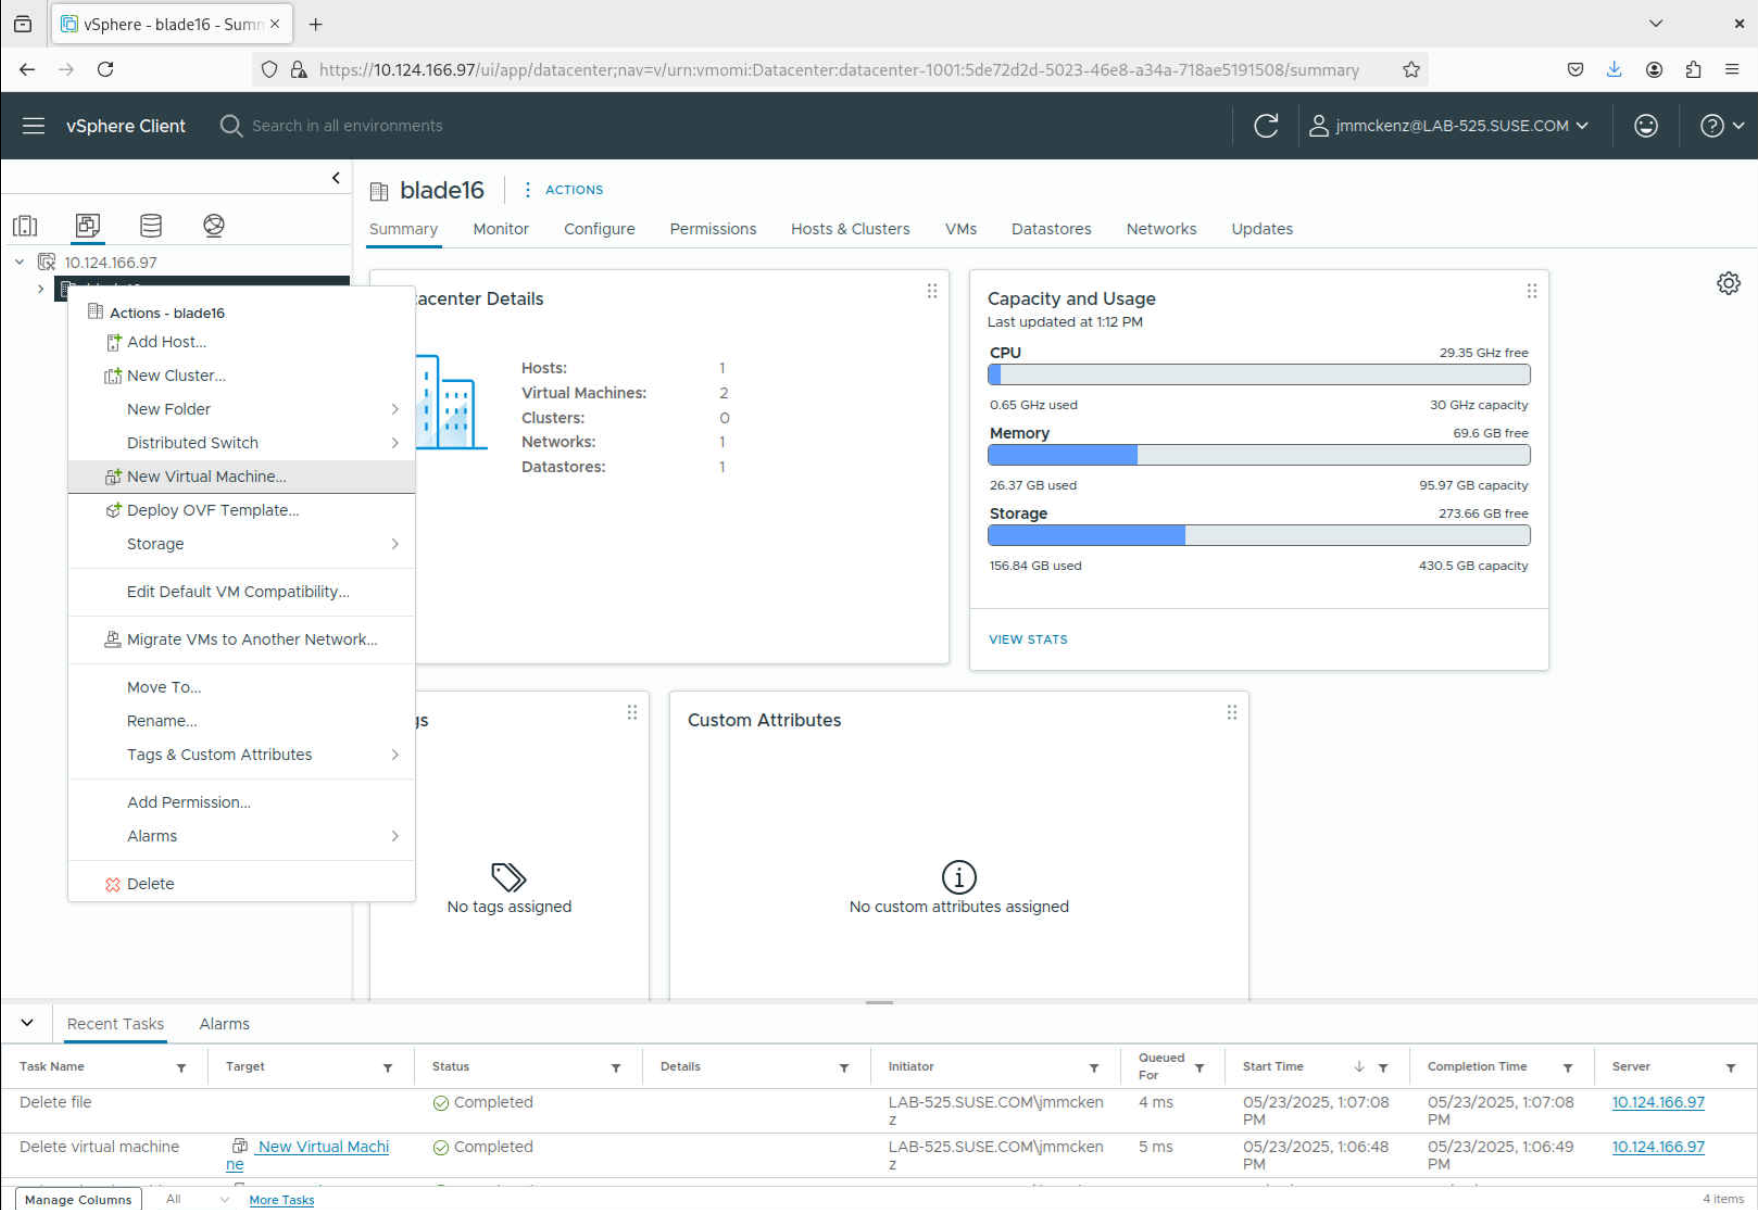 vSphere - blade16 - Summ
https://10.124.166.97/ui/app/datacenter;nav=v/urn:vmomi:Datacenter:datacenter-1001:5de72d2d-5023-46e8-a34a-718ae5191508/summary
vSphere Client
Search in all environments
jmmckenz@LAB-525.SUSE.COM
blade16
ACTIONS
Summary Monitor Configure Permissions Hosts & Clusters VMs Datastores Networks Updates
10.124.166.97
Actions - blade16
Add Host...
New Cluster...
New Folder
Distributed Switch
New Virtual Machine...
Deploy OVF Template...
Storage
Edit Default VM Compatibility...
Migrate VMs to Another Network...
Move To...
Rename...
Tags & Custom Attributes
Add Permission...
Alarms
Delete
tacenter Details
Hosts: 1
Virtual Machines: 2
Clusters: 0
Networks: 1
Datastores: 1
Capacity and Usage
Last updated at 1:12 PM
CPU 29.35 GHz free
0.65 GHz used 30 GHz capacity
Memory 69.6 GB free
26.37 GB used 95.97 GB capacity
Storage 273.66 GB free
156.84 GB used 430.5 GB capacity
VIEW STATS
gs
No tags assigned
Custom Attributes
No custom attributes assigned
Recent Tasks Alarms
Task Name Target Status Details Initiator Queued For Start Time Completion Time Server
Delete file Completed LAB-525.SUSE.COM\jmmckenz 4 ms 05/23/2025, 1:07:08 PM 05/23/2025, 1:07:08 PM 10.124.166.97
Delete virtual machine New Virtual Machine Completed LAB-525.SUSE.COM\jmmckenz 5 ms 05/23/2025, 1:06:48 PM 05/23/2025, 1:06:49 PM 10.124.166.97
Manage Columns All More Tasks 4 items